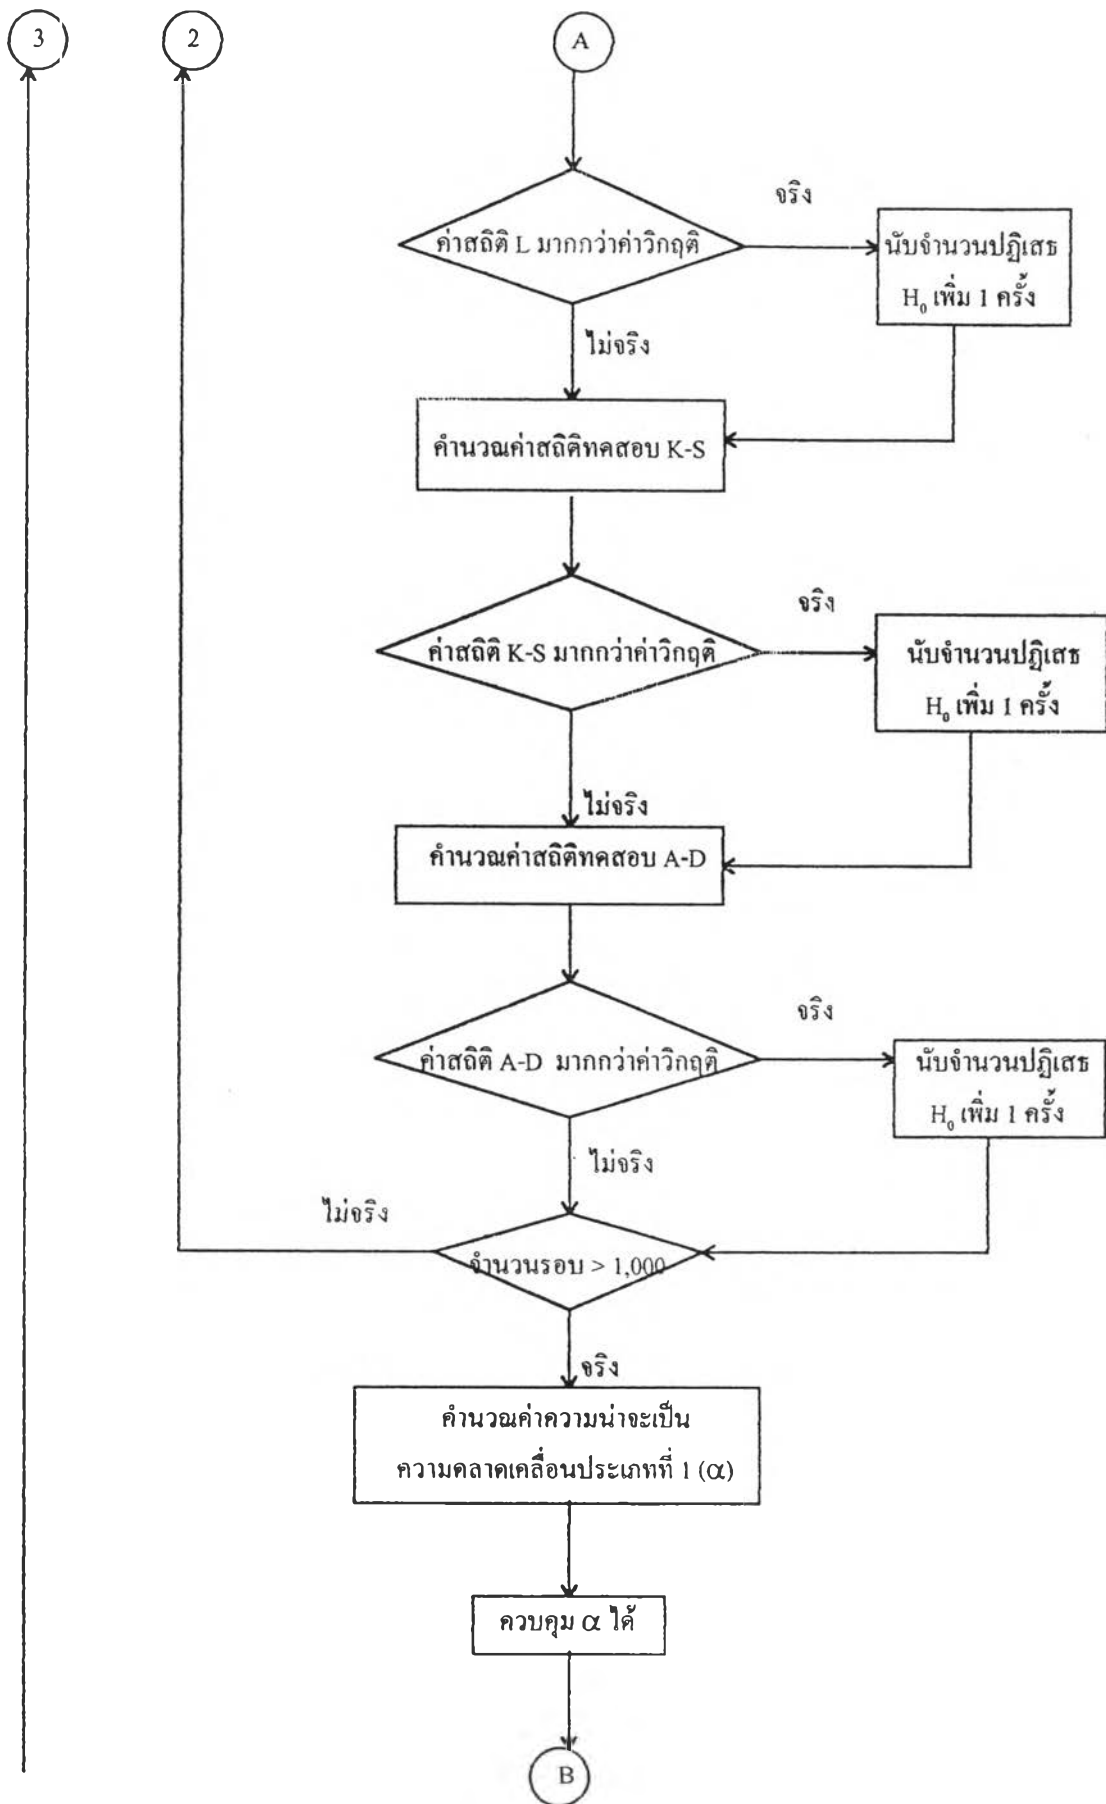 3
2
A
จริง
ค่าสถิติ L มากกว่าค่าวิกฤติ
นับจำนวนปฏิเสธ
H₀ เพิ่ม 1 ครั้ง
ไม่จริง
คำนวณค่าสถิติทดสอบ K-S
จริง
ค่าสถิติ K-S มากกว่าค่าวิกฤติ
นับจำนวนปฏิเสธ
H₀ เพิ่ม 1 ครั้ง
ไม่จริง
คำนวณค่าสถิติทดสอบ A-D
จริง
ค่าสถิติ A-D มากกว่าค่าวิกฤติ
นับจำนวนปฏิเสธ
H₀ เพิ่ม 1 ครั้ง
ไม่จริง
ไม่จริง
จำนวนรอบ > 1,000
จริง
คำนวณค่าความน่าจะเป็น
ความคลาดเคลื่อนประเภทที่ 1 (α)
ควบคุม α ได้
B